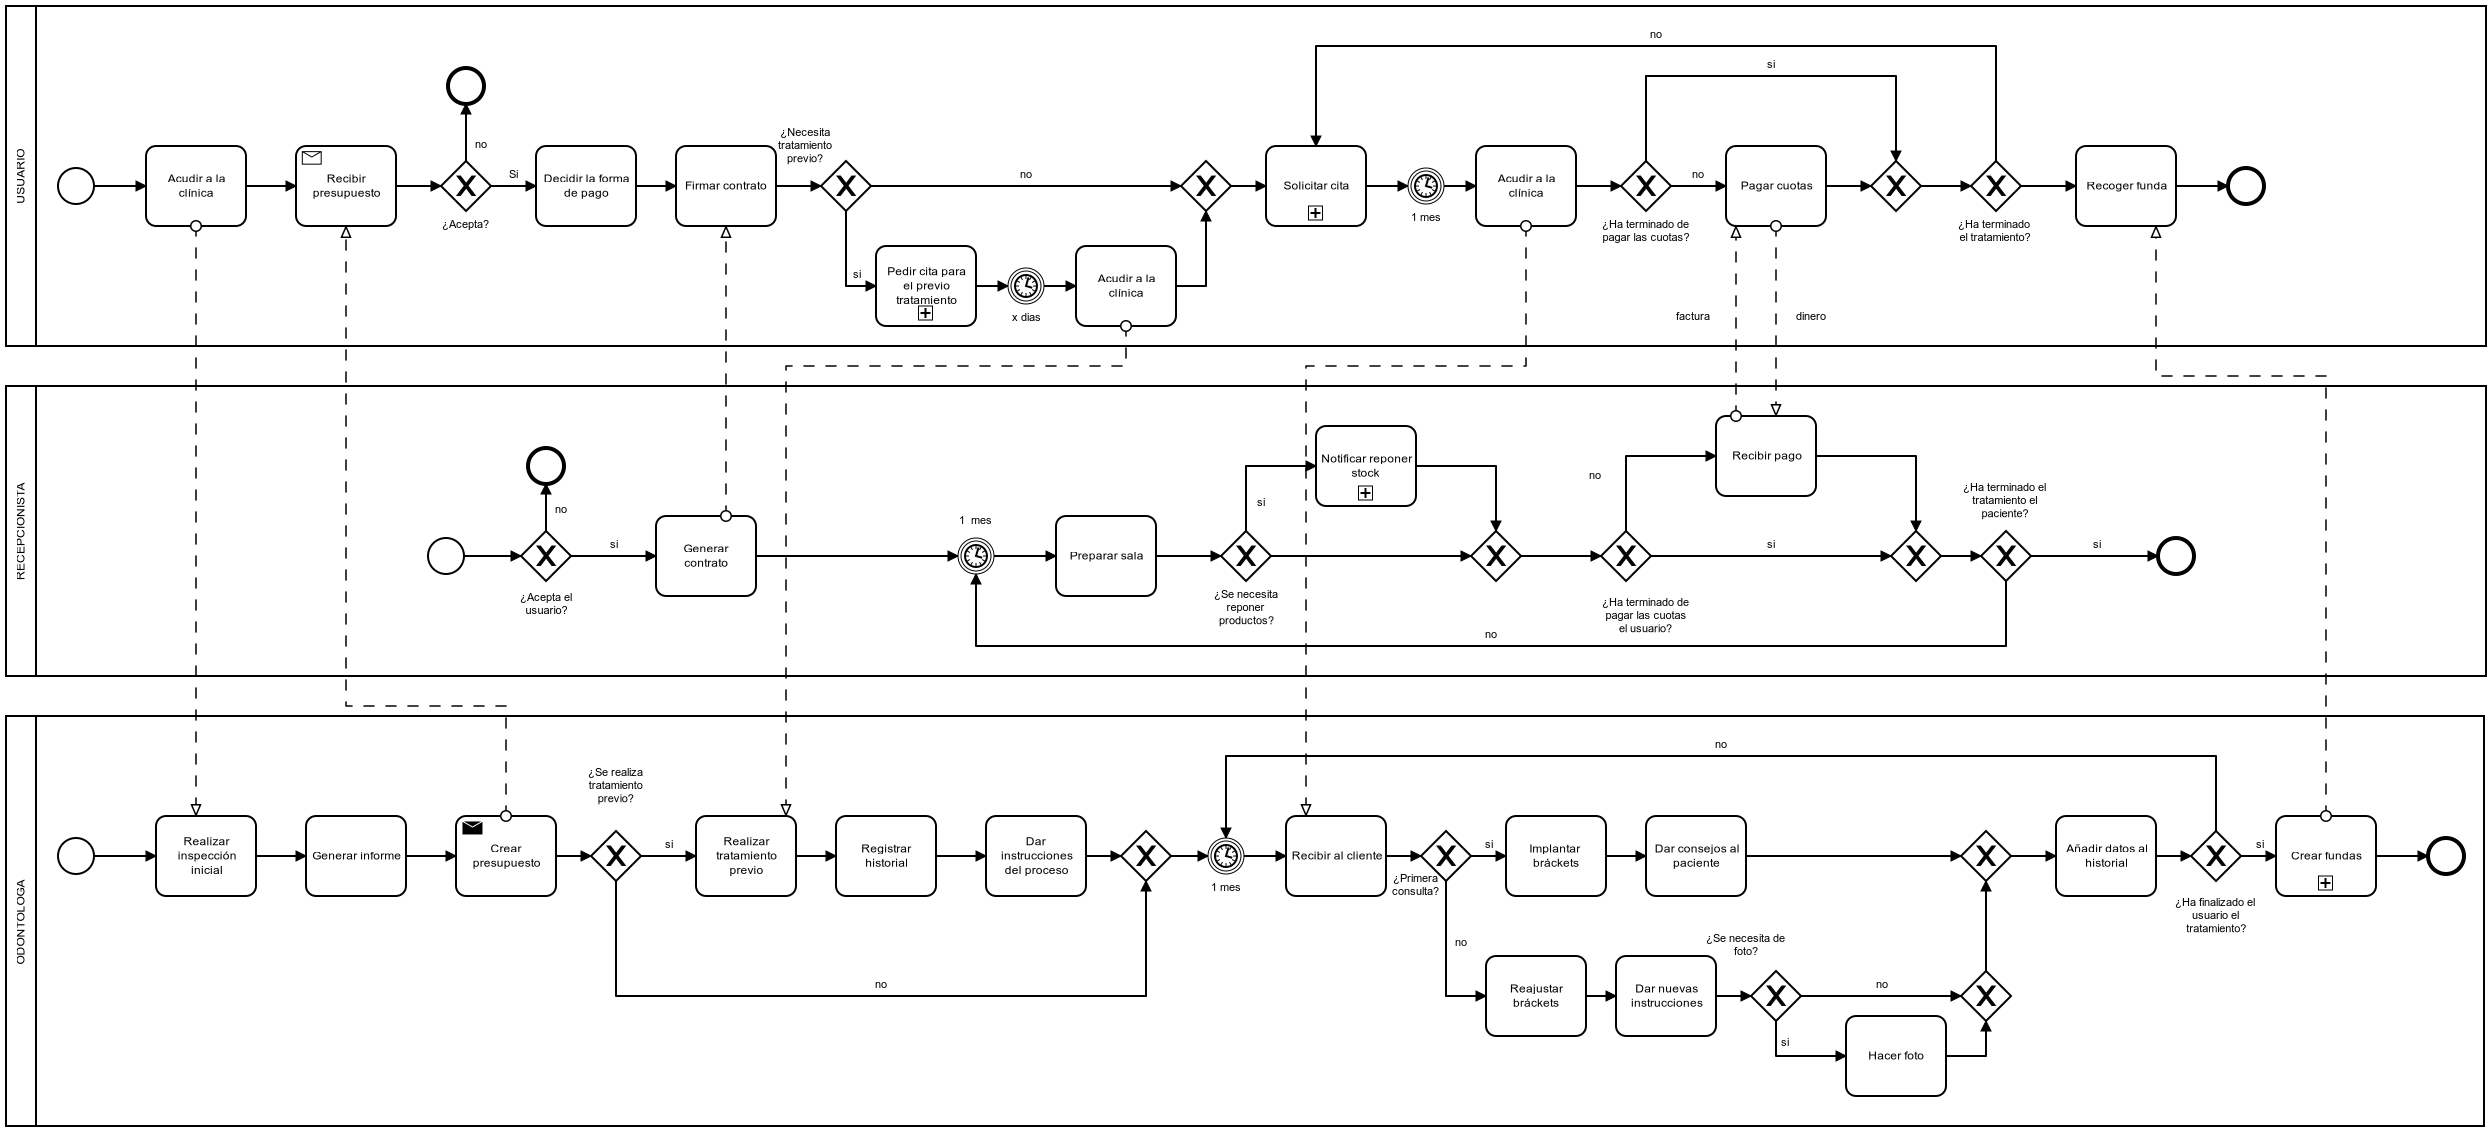 USUARIO
Acudir a la
clínica
Recibir
presupuesto
no
¿Acepta?
Si
Decidir la forma
de pago
Firmar contrato
¿Necesita
tratamiento
previo?
no
si
Pedir cita para
el previo
tratamiento
x dias
Acudir a la
clínica
Solicitar cita
1 mes
Acudir a la
clínica
¿Ha terminado de
pagar las cuotas?
no
si
no
Pagar cuotas
¿Ha terminado
el tratamiento?
Recoger funda
factura
dinero
RECEPCIONISTA
no
¿Acepta el
usuario?
si
Generar
contrato
1 mes
Preparar sala
si
¿Se necesita
reponer
productos?
Notificar reponer
stock
no
¿Ha terminado de
pagar las cuotas
el usuario?
si
Recibir pago
¿Ha terminado el
tratamiento el
paciente?
si
no
ODONTOLOGA
Realizar
inspección
inicial
Generar informe
Crear
presupuesto
¿Se realiza
tratamiento
previo?
si
no
Realizar
tratamiento
previo
Registrar
historial
Dar
instrucciones
del proceso
1 mes
no
Recibir al cliente
¿Primera
consulta?
si
no
Implantar
bráckets
Dar consejos al
paciente
Reajustar
bráckets
Dar nuevas
instrucciones
¿Se necesita de
foto?
no
si
Hacer foto
Añadir datos al
historial
¿Ha finalizado el
usuario el
tratamiento?
si
Crear fundas